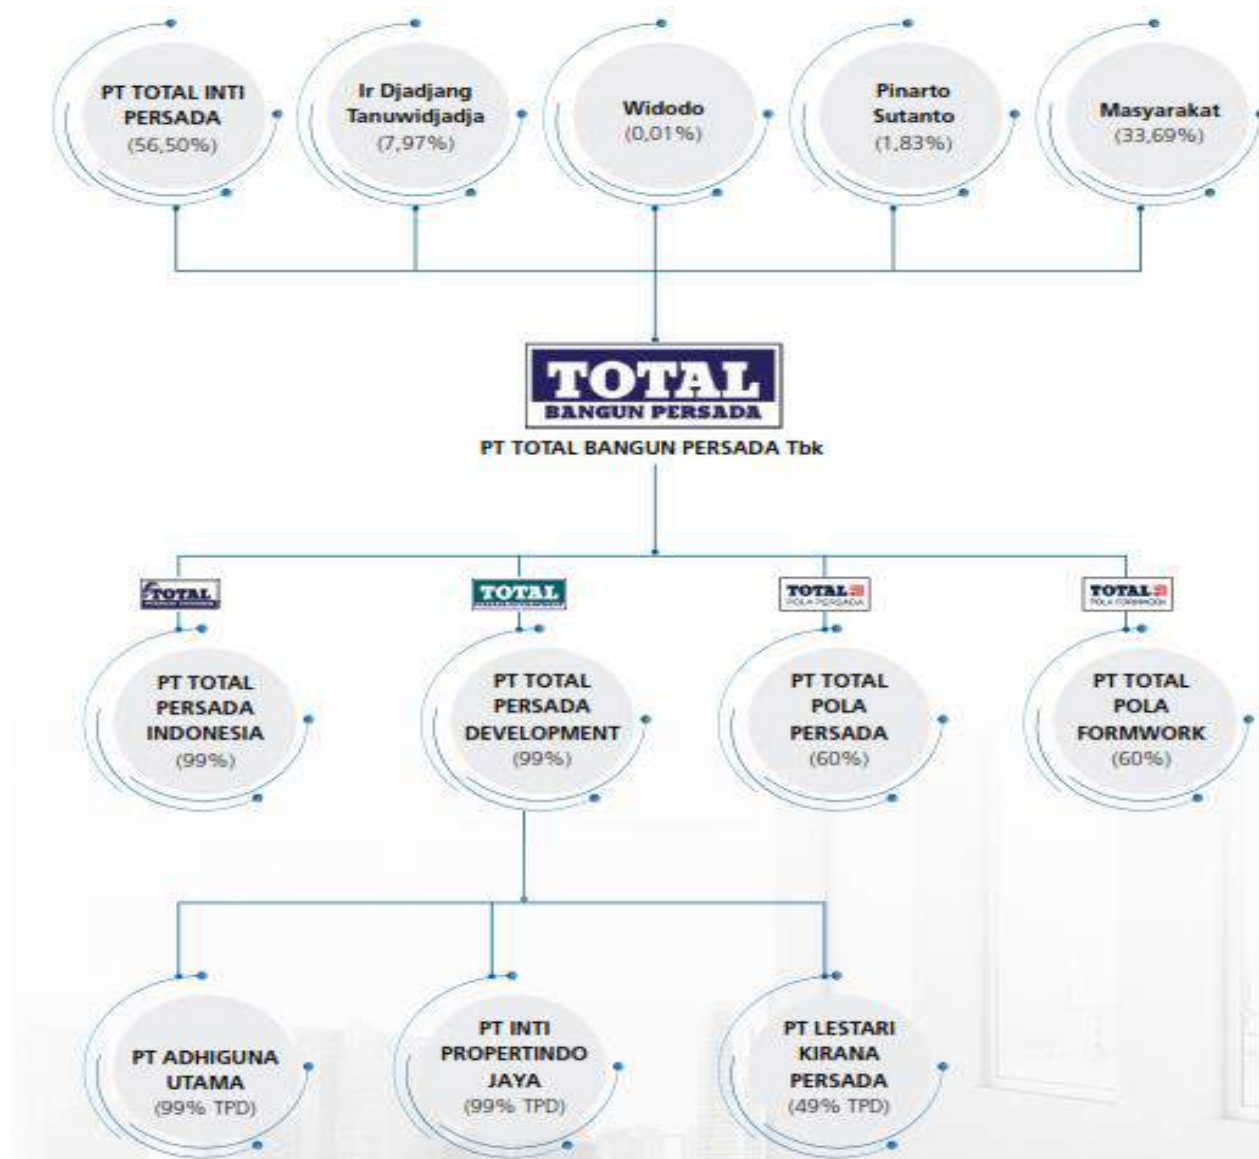 PT TOTAL INTI
PERSADA
(56,50%)
Ir Djadjang
Tanuwidjadja
(7,97%)
Widodo
(0,01%)
Pinarto
Sutanto
(1,83%)
Masyarakat
(33,69%)
TOTAL
BANGUN PERSADA
PT TOTAL BANGUN PERSADA Tbk
TOTAL
TOTAL
TOTAL
POLA PERSADA
TOTAL
POLA FORMWORK
PT TOTAL
PERSADA
INDONESIA
(99%)
PT TOTAL
PERSADA
DEVELOPMENT
(99%)
PT TOTAL
POLA
PERSADA
(60%)
PT TOTAL
POLA
FORMWORK
(60%)
PT ADHIGUNA
UTAMA
(99% TPD)
PT INTI
PROPERTINDO
JAYA
(99% TPD)
PT LESTARI
KIRANA
PERSADA
(49% TPD)